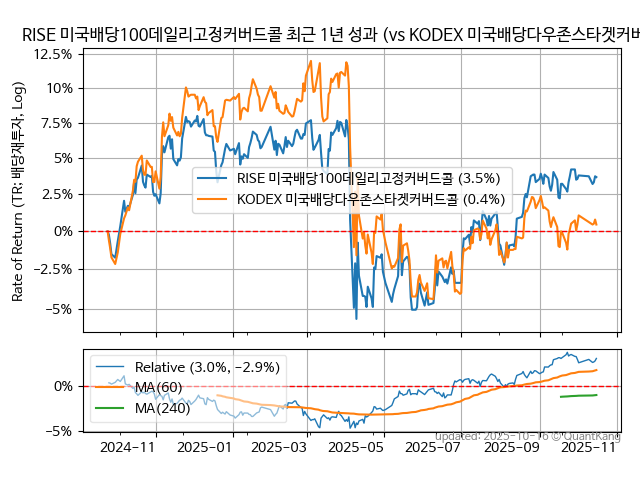 RISE 미국배당100데일리고정커버드콜 최근 1년 성과 (vs KODEX 미국배당다우존스타겟커버
12.5%
10%
7.5%
5%
2.5%
0%
−2.5%
−5%
Rate of Return (TR: 배당재투자, Log)
RISE 미국배당100데일리고정커버드콜 (3.5%)
KODEX 미국배당다우존스타겟커버드콜 (0.4%)
0%
−5%
Relative (3.0%, −2.9%)
MA(60)
MA(240)
2024−11
2025−01
2025−03
2025−05
2025−07
2025−09
2025−11
updated: 2025-10-16 © QuantKang